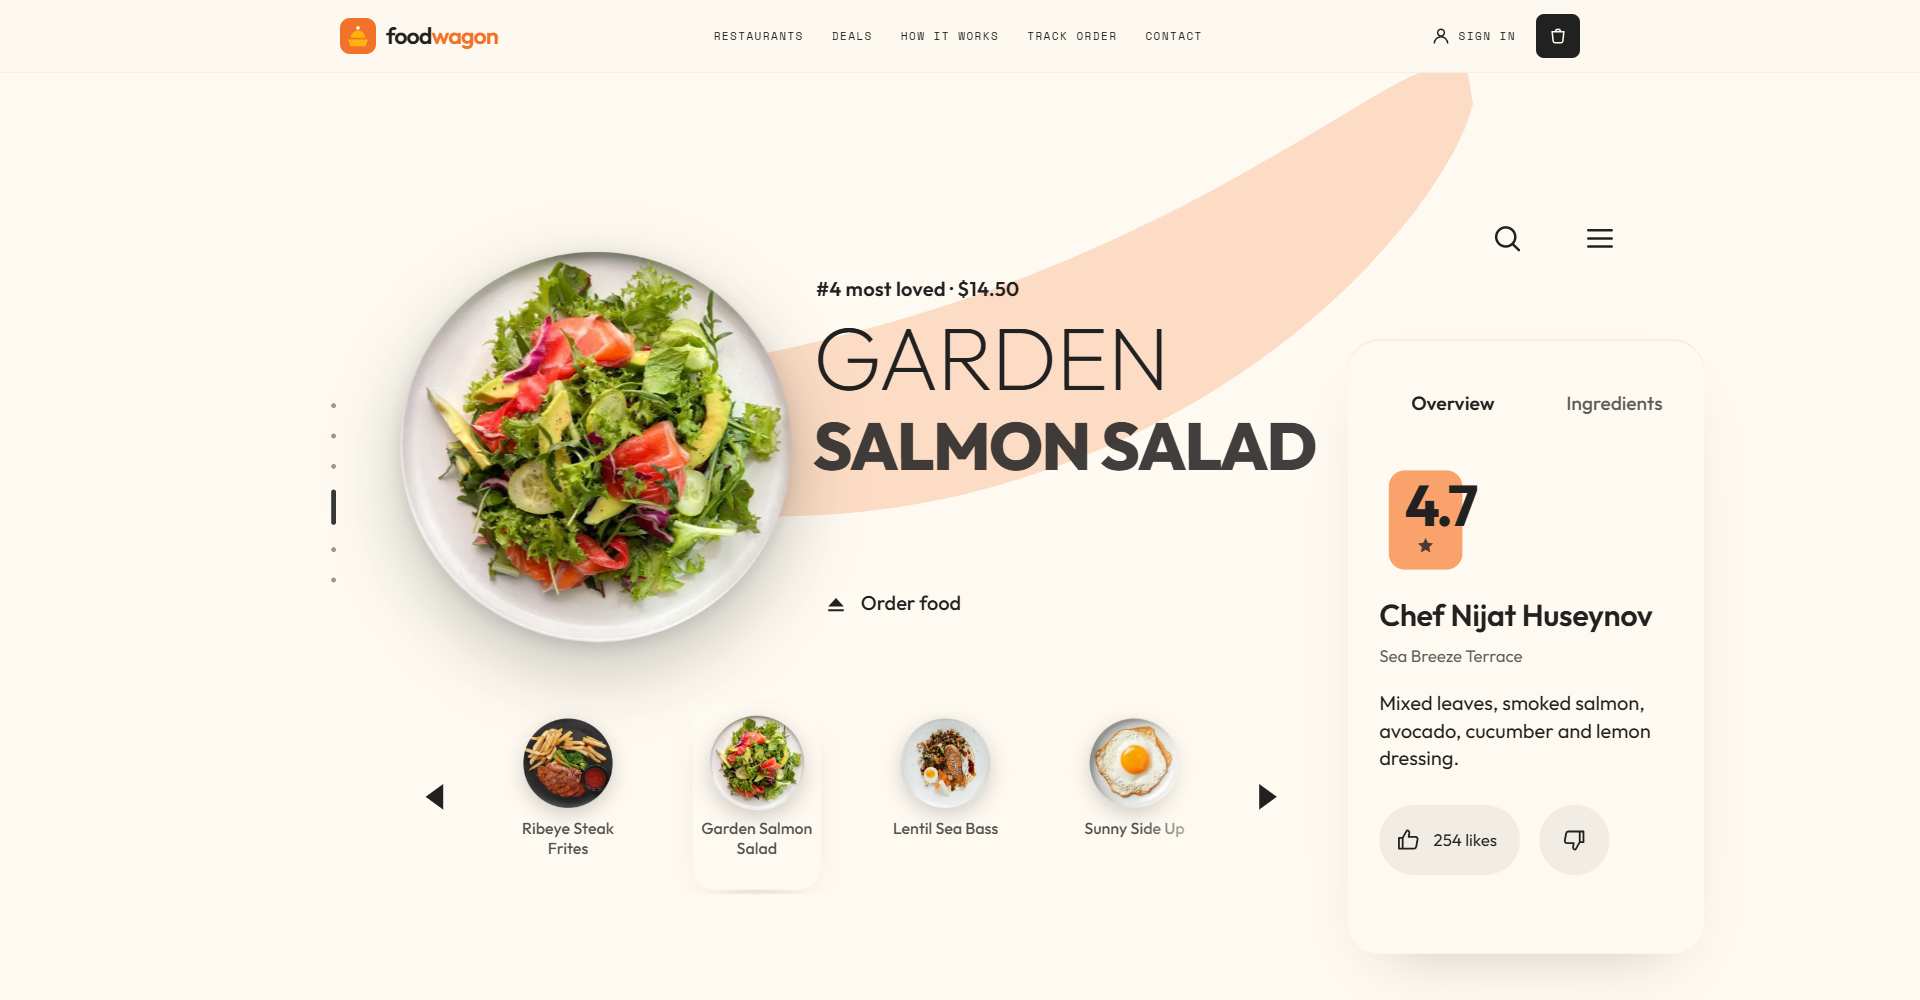 foodwagon
RESTAURANTS
DEALS
HOW IT WORKS
TRACK ORDER
CONTACT
SIGN IN
#4 most loved · $14.50
GARDEN
SALMON SALAD
Order food
Ribeye Steak
Frites
Garden Salmon
Salad
Lentil Sea Bass
Sunny Side Up
Overview
Ingredients
4.7
Chef Nijat Huseynov
Sea Breeze Terrace
Mixed leaves, smoked salmon,
avocado, cucumber and lemon
dressing.
254 likes